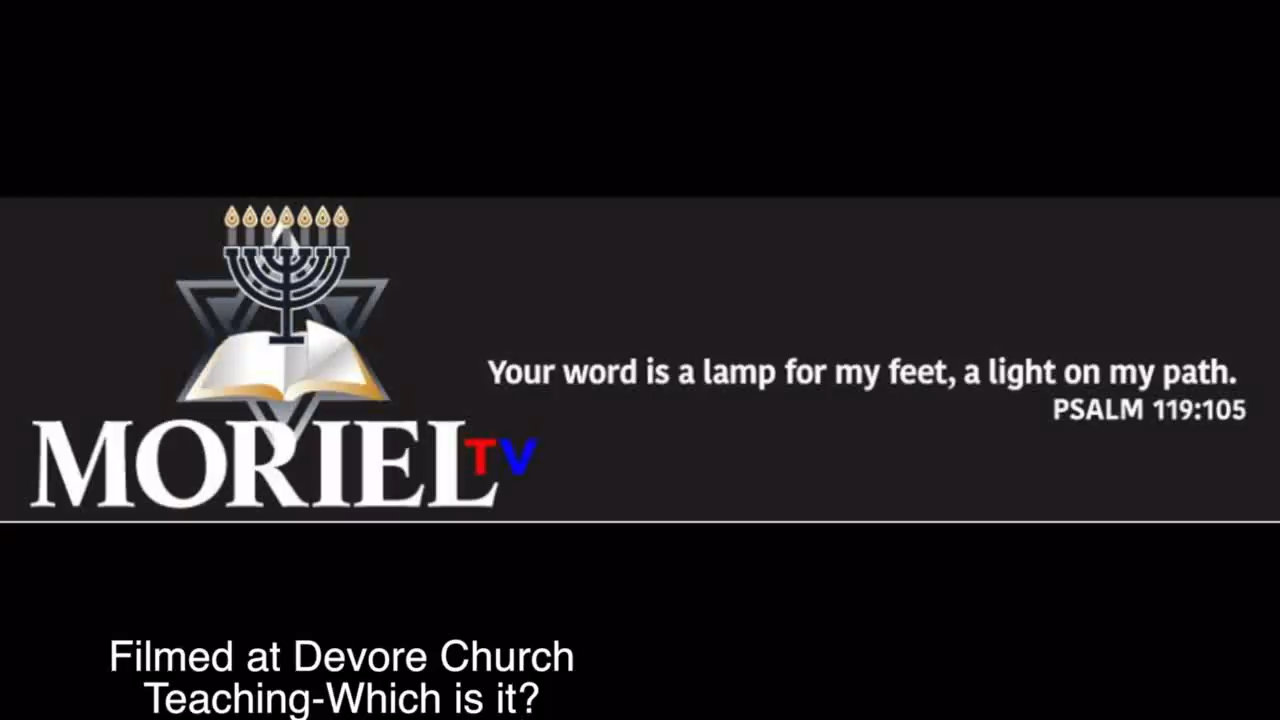 Your word is a lamp for my feet, a light on my path.
PSALM 119:105
MORIEL TV
Filmed at Devore Church
Teaching-Which is it?